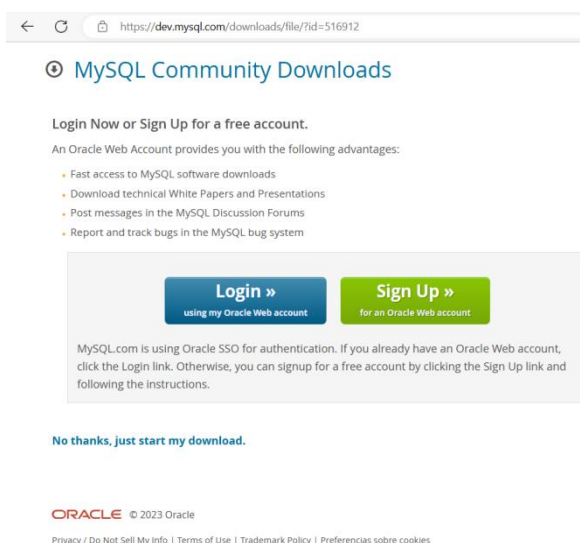 https://dev.mysql.com/downloads/file/?id=516912
MySQL Community Downloads
Login Now or Sign Up for a free account.
An Oracle Web Account provides you with the following advantages:
Fast access to MySQL software downloads
Download technical White Papers and Presentations
Post messages in the MySQL Discussion Forums
Report and track bugs in the MySQL bug system
Login »
using my Oracle Web account
Sign Up »
for an Oracle Web account
MySQL.com is using Oracle SSO for authentication. If you already have an Oracle Web account,
click the Login link. Otherwise, you can signup for a free account by clicking the Sign Up link and
following the instructions.
No thanks, just start my download.
ORACLE © 2023 Oracle
Privacy / Do Not Sell My Info | Terms of Use | Trademark Policy | Preferencias sobre cookies